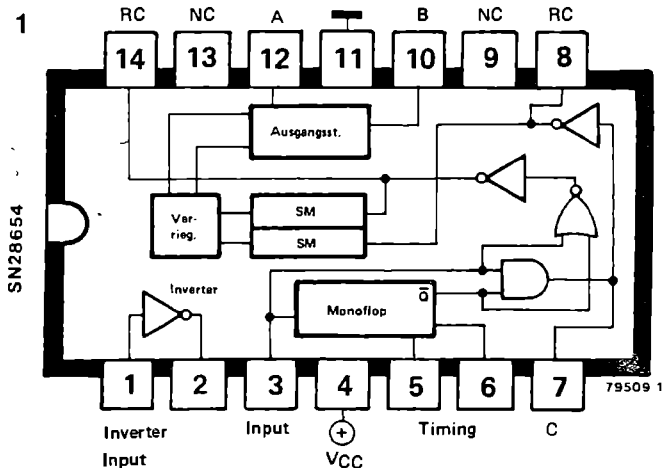 1
RC NC A B NC RC
14 13 12 11 10 9 8
Ausgangsst.
SN28654
Ver-
rieg.
SM
SM
Inverter
Monoflop
Q̅
1 2 3 4 5 6 7
79509 1
Inverter Input Timing C
Input
+
VCC